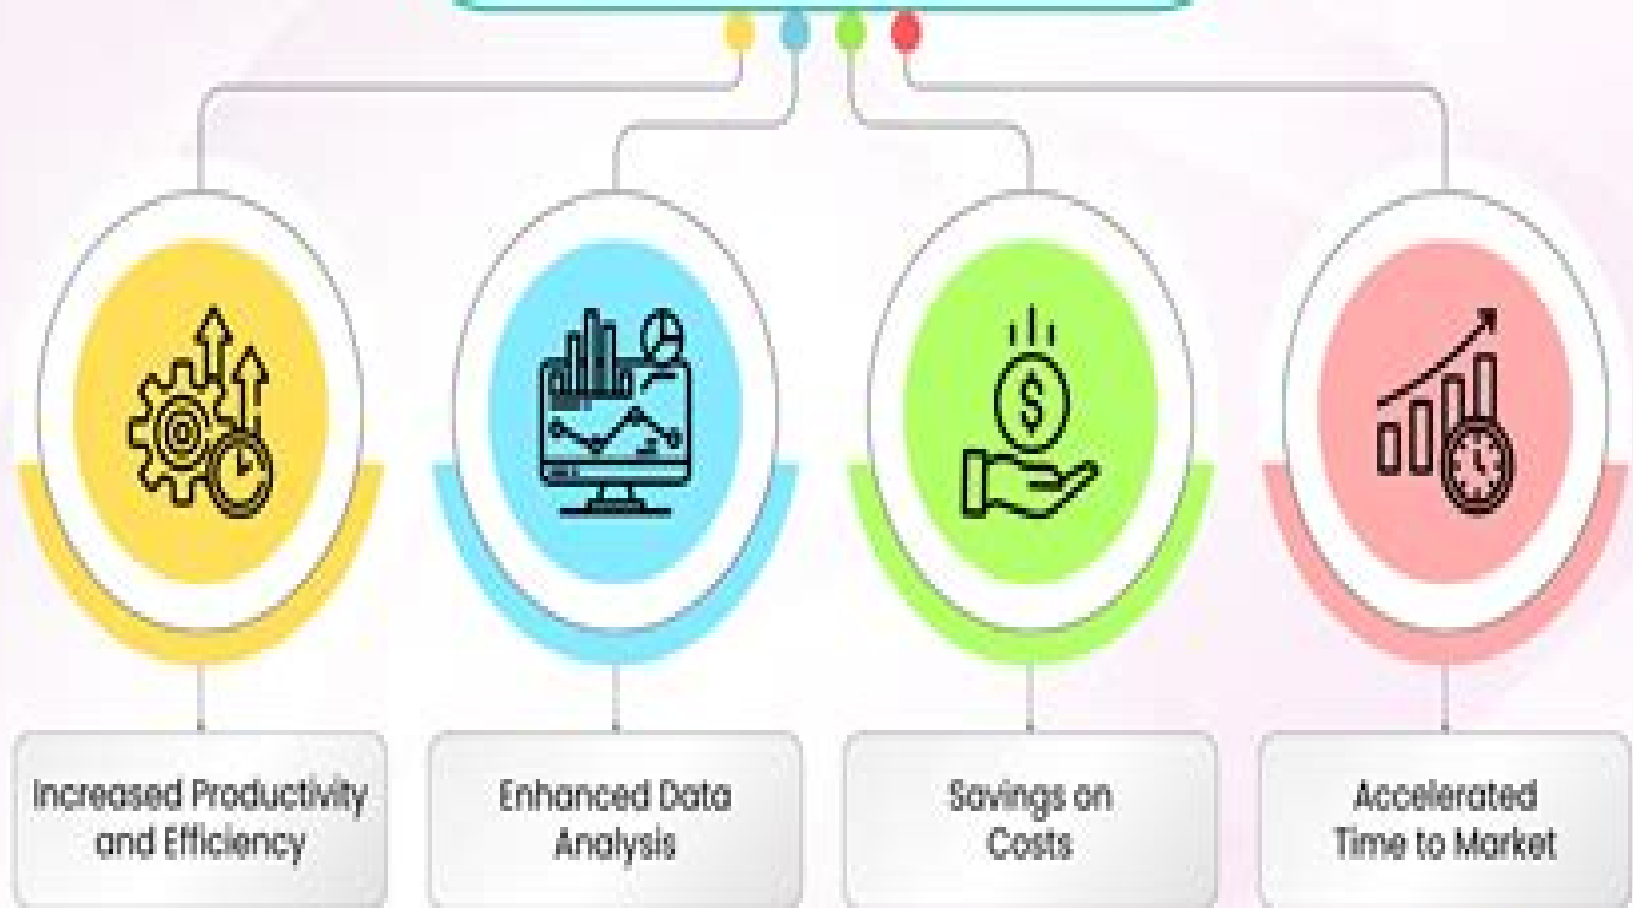 Increased Productivity
and Efficiency
Enhanced Data
Analysis
Savings on
Costs
Accelerated
Time to Market